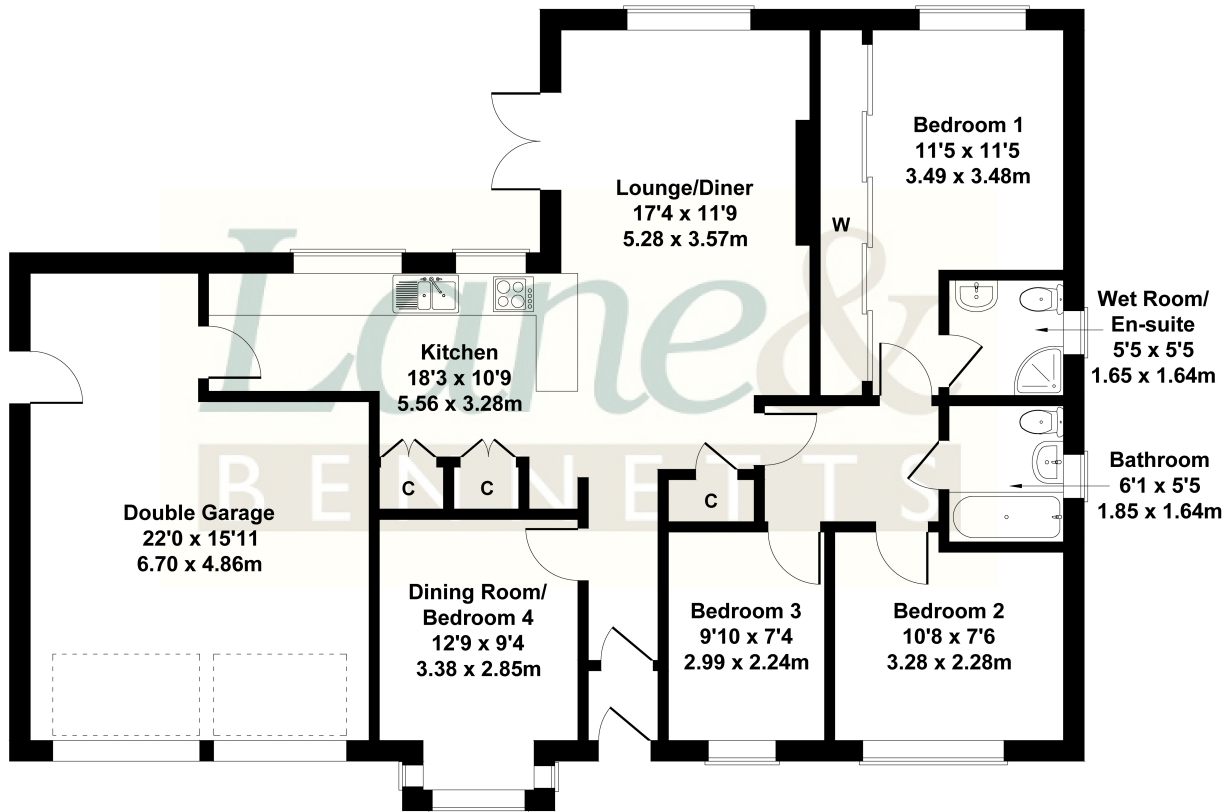 Lane&
BENNETTS
Lounge/Diner
17'4 x 11'9
5.28 x 3.57m
Bedroom 1
11'5 x 11'5
3.49 x 3.48m
W
Wet Room/
En-suite
5'5 x 5'5
1.65 x 1.64m
Kitchen
18'3 x 10'9
5.56 x 3.28m
C
C
C
Bathroom
6'1 x 5'5
1.85 x 1.64m
Double Garage
22'0 x 15'11
6.70 x 4.86m
Dining Room/
Bedroom 4
12'9 x 9'4
3.38 x 2.85m
Bedroom 3
9'10 x 7'4
2.99 x 2.24m
Bedroom 2
10'8 x 7'6
3.28 x 2.28m